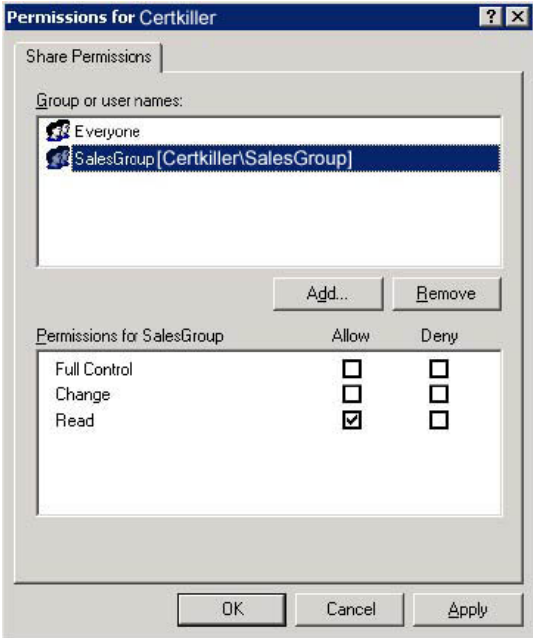 Permissions for Certkiller
Share Permissions
Group or user names:
Everyone
SalesGroup [Certkiller\SalesGroup]
Add... Remove
Permissions for SalesGroup Allow Deny
Full Control
Change
Read
OK Cancel Apply